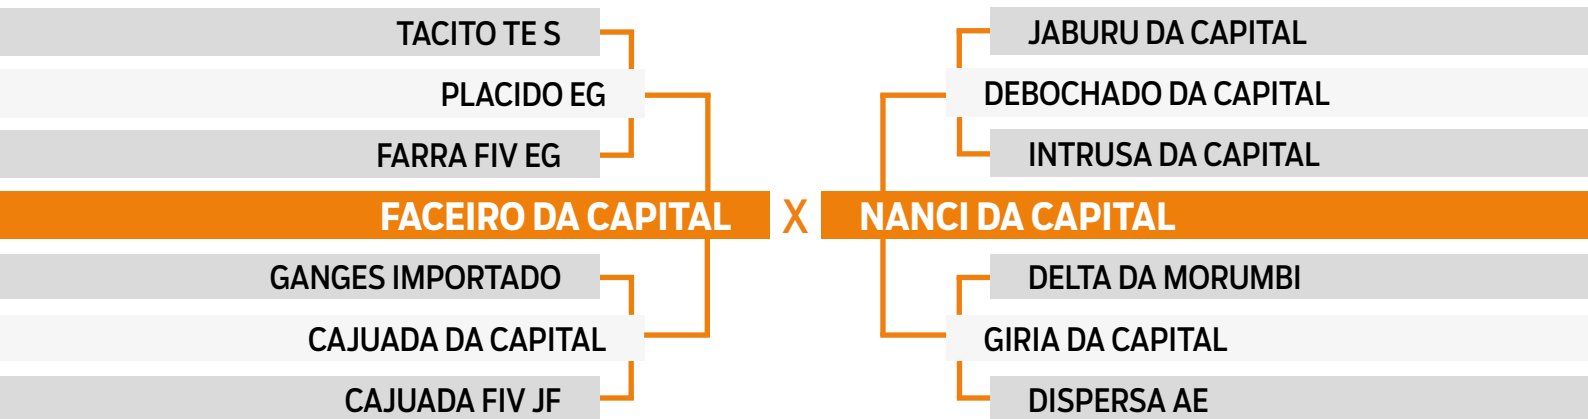 TACITO TE S
PLACIDO EG
FARRA FIV EG
FACEIRO DA CAPITAL X NANCI DA CAPITAL
GANGES IMPORTADO
CAJUADA DA CAPITAL
CAJUADA FIV JF
JABURU DA CAPITAL
DEBOCHADO DA CAPITAL
INTRUSA DA CAPITAL
DELTA DA MORUMBI
GIRIA DA CAPITAL
DISPERSA AE